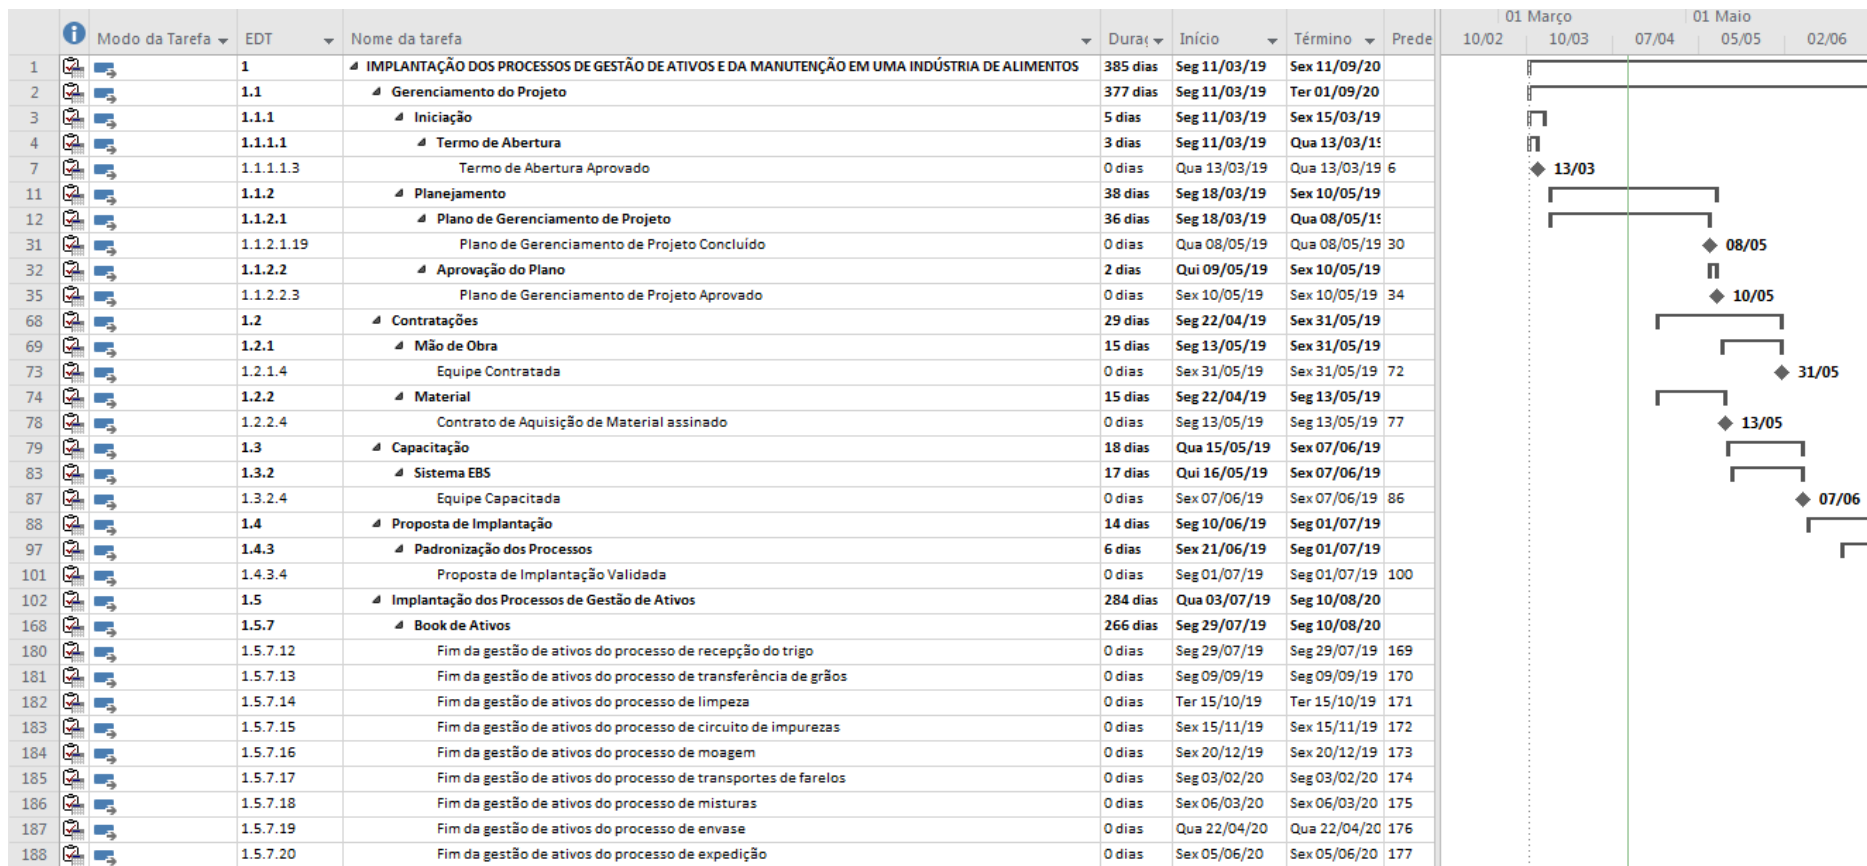 01 Março 01 Maio
Modo da Tarefa EDT Nome da tarefa Duraç Início Término Prede 10/02 10/03 07/04 05/05 02/06
1 1 IMPLANTAÇÃO DOS PROCESSOS DE GESTÃO DE ATIVOS E DA MANUTENÇÃO EM UMA INDÚSTRIA DE ALIMENTOS 385 dias Seg 11/03/19 Sex 11/09/20
2 1.1 Gerenciamento do Projeto 377 dias Seg 11/03/19 Ter 01/09/20
3 1.1.1 Iniciação 5 dias Seg 11/03/19 Sex 15/03/19
4 1.1.1.1 Termo de Abertura 3 dias Seg 11/03/19 Qua 13/03/19
7 1.1.1.1.3 Termo de Abertura Aprovado 0 dias Qua 13/03/19 Qua 13/03/19 6 13/03
11 1.1.2 Planejamento 38 dias Seg 18/03/19 Sex 10/05/19
12 1.1.2.1 Plano de Gerenciamento de Projeto 36 dias Seg 18/03/19 Qua 08/05/19
31 1.1.2.1.19 Plano de Gerenciamento de Projeto Concluído 0 dias Qua 08/05/19 Qua 08/05/19 30 08/05
32 1.1.2.2 Aprovação do Plano 2 dias Qui 09/05/19 Sex 10/05/19
35 1.1.2.2.3 Plano de Gerenciamento de Projeto Aprovado 0 dias Sex 10/05/19 Sex 10/05/19 34 10/05
68 1.2 Contratações 29 dias Seg 22/04/19 Sex 31/05/19
69 1.2.1 Mão de Obra 15 dias Seg 13/05/19 Sex 31/05/19
73 1.2.1.4 Equipe Contratada 0 dias Sex 31/05/19 Sex 31/05/19 72 31/05
74 1.2.2 Material 15 dias Seg 22/04/19 Seg 13/05/19
78 1.2.2.4 Contrato de Aquisição de Material assinado 0 dias Seg 13/05/19 Seg 13/05/19 77 13/05
79 1.3 Capacitação 18 dias Qua 15/05/19 Sex 07/06/19
83 1.3.2 Sistema EBS 17 dias Qui 16/05/19 Sex 07/06/19
87 1.3.2.4 Equipe Capacitada 0 dias Sex 07/06/19 Sex 07/06/19 86 07/06
88 1.4 Proposta de Implantação 14 dias Seg 10/06/19 Seg 01/07/19
97 1.4.3 Padronização dos Processos 6 dias Sex 21/06/19 Seg 01/07/19
101 1.4.3.4 Proposta de Implantação Validada 0 dias Seg 01/07/19 Seg 01/07/19 100
102 1.5 Implantação dos Processos de Gestão de Ativos 284 dias Qua 03/07/19 Seg 10/08/20
168 1.5.7 Book de Ativos 266 dias Seg 29/07/19 Seg 10/08/20
180 1.5.7.12 Fim da gestão de ativos do processo de recepção do trigo 0 dias Seg 29/07/19 Seg 29/07/19 169
181 1.5.7.13 Fim da gestão de ativos do processo de transferência de grãos 0 dias Seg 09/09/19 Seg 09/09/19 170
182 1.5.7.14 Fim da gestão de ativos do processo de limpeza 0 dias Ter 15/10/19 Ter 15/10/19 171
183 1.5.7.15 Fim da gestão de ativos do processo de circuito de impurezas 0 dias Sex 15/11/19 Sex 15/11/19 172
184 1.5.7.16 Fim da gestão de ativos do processo de moagem 0 dias Sex 20/12/19 Sex 20/12/19 173
185 1.5.7.17 Fim da gestão de ativos do processo de transportes de farelos 0 dias Seg 03/02/20 Seg 03/02/20 174
186 1.5.7.18 Fim da gestão de ativos do processo de misturas 0 dias Sex 06/03/20 Sex 06/03/20 175
187 1.5.7.19 Fim da gestão de ativos do processo de envase 0 dias Qua 22/04/20 Qua 22/04/20 176
188 1.5.7.20 Fim da gestão de ativos do processo de expedição 0 dias Sex 05/06/20 Sex 05/06/20 177